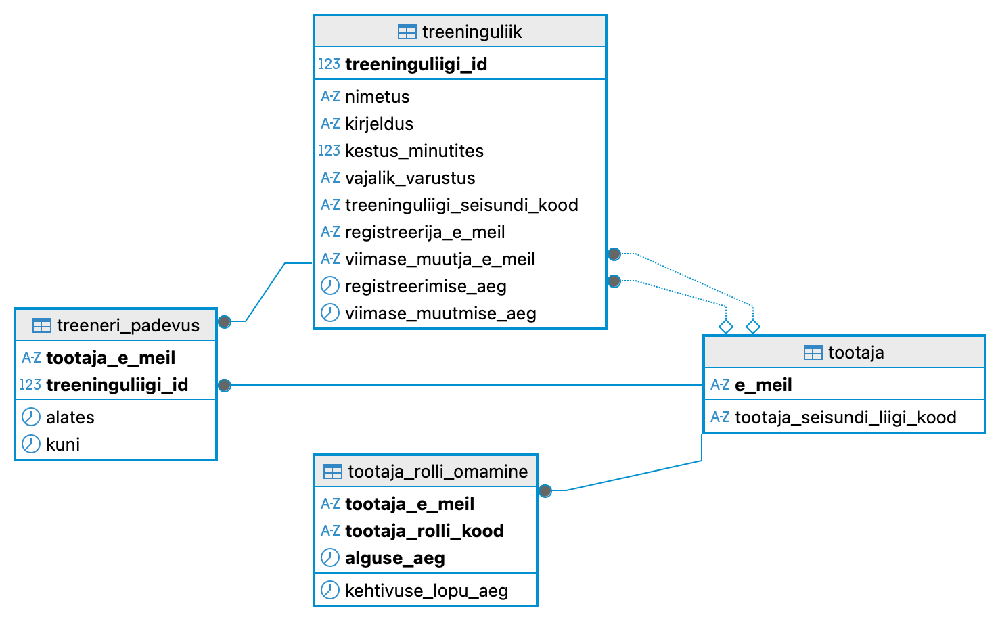 treeninguliik
123 treeninguliigi_id
A-Z nimetus
A-Z kirjeldus
123 kestus_minutites
A-Z vajalik_varustus
A-Z treeninguliigi_seisundi_kood
A-Z registreerija_e_meil
A-Z viimase_muutja_e_meil
registreerimise_aeg
viimase_muutmise_aeg
treeneri_padevus
A-Z tootaja_e_meil
123 treeninguliigi_id
alates
kuni
tootaja
A-Z e_meil
A-Z tootaja_seisundi_liigi_kood
tootaja_rolli_omamine
A-Z tootaja_e_meil
A-Z tootaja_rolli_kood
alguse_aeg
kehtivuse_lopu_aeg